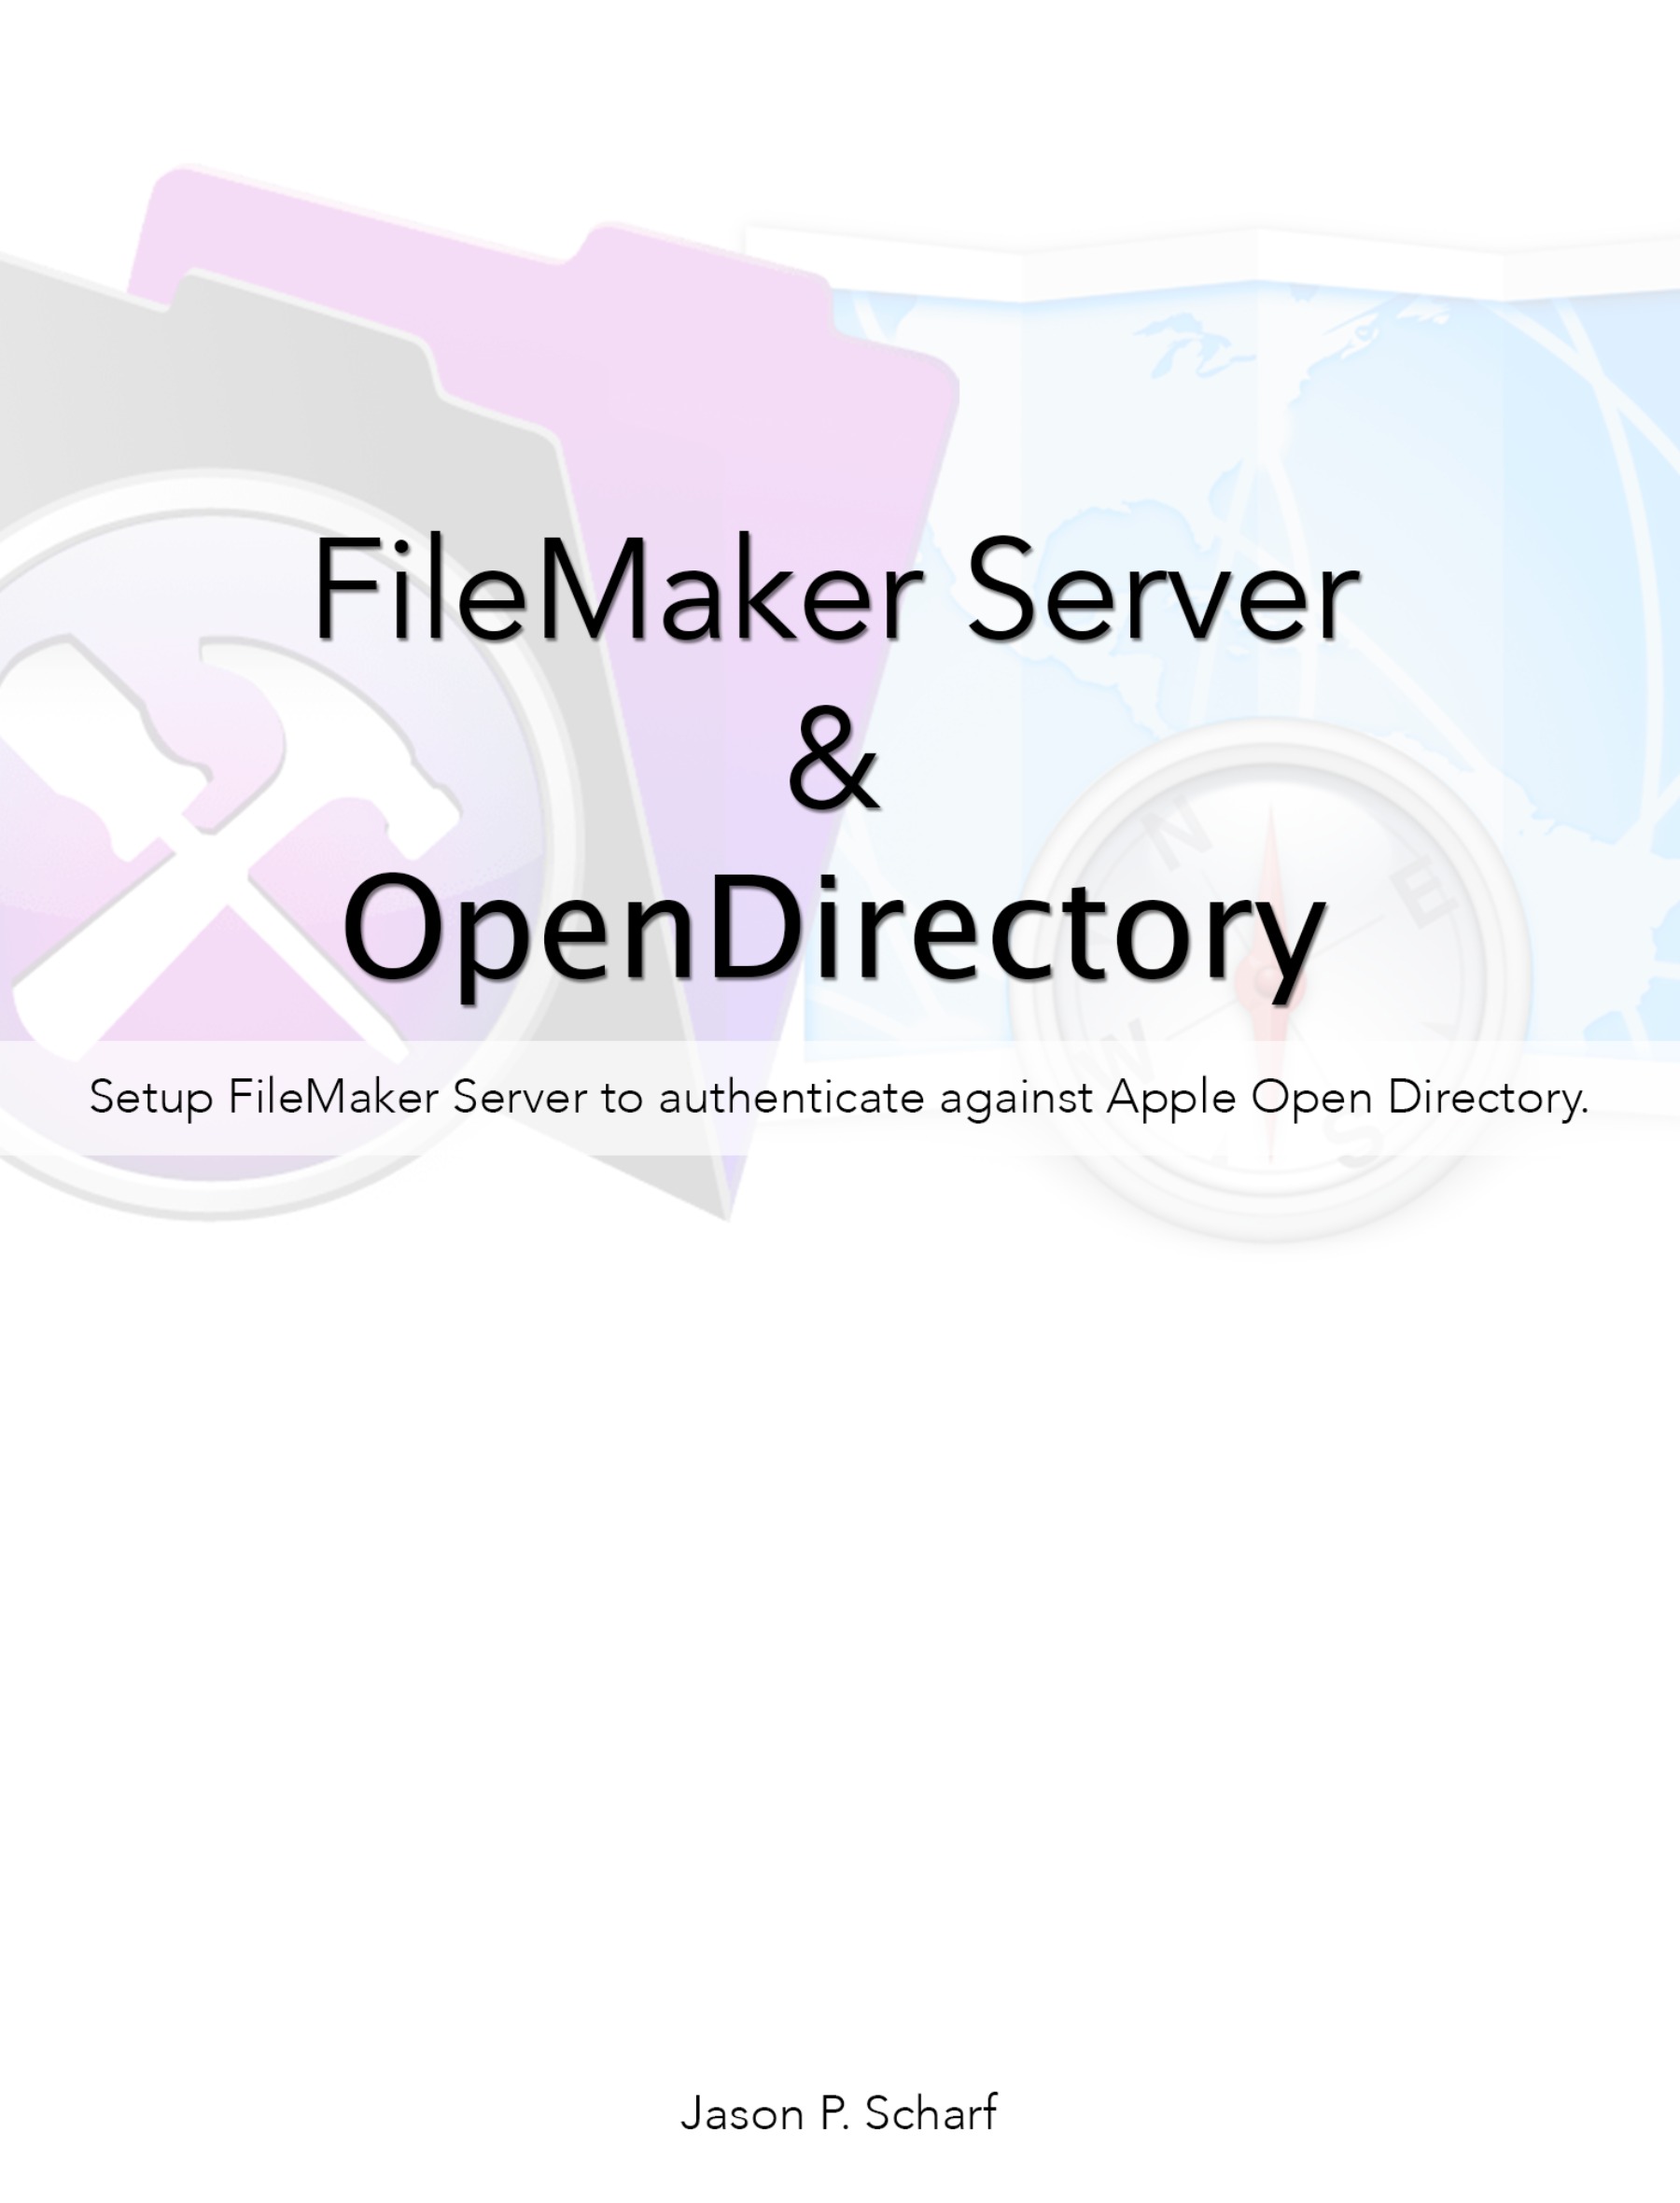 FileMaker Server
&
OpenDirectory
Setup FileMaker Server to authenticate against Apple Open Directory.
Jason P. Scharf
N
E
W
S